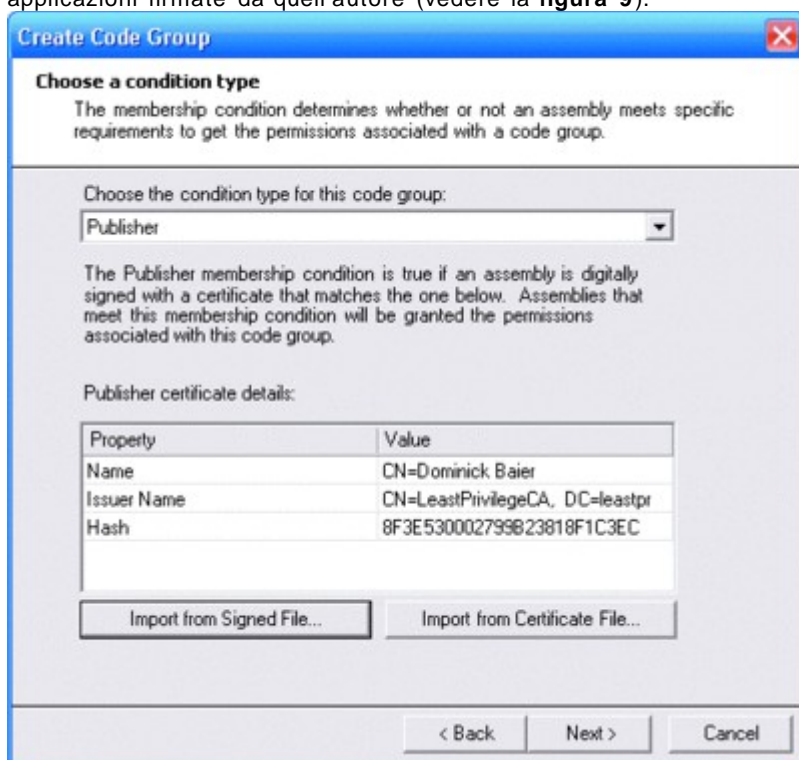 applicazioni firmate da quell'autore (vedere la figura 9).
Create Code Group
Choose a condition type
The membership condition determines whether or not an assembly meets specific
requirements to get the permissions associated with a code group.
Choose the condition type for this code group:
Publisher
The Publisher membership condition is true if an assembly is digitally
signed with a certificate that matches the one below. Assemblies that
meet this membership condition will be granted the permissions
associated with this code group.
Publisher certificate details:
Property Value
Name CN=Dominick Baier
Issuer Name CN=LeastPrivilegeCA, DC=leastpr
Hash 8F3E530002799B23818F1C3EC
Import from Signed File... Import from Certificate File...
< Back Next > Cancel